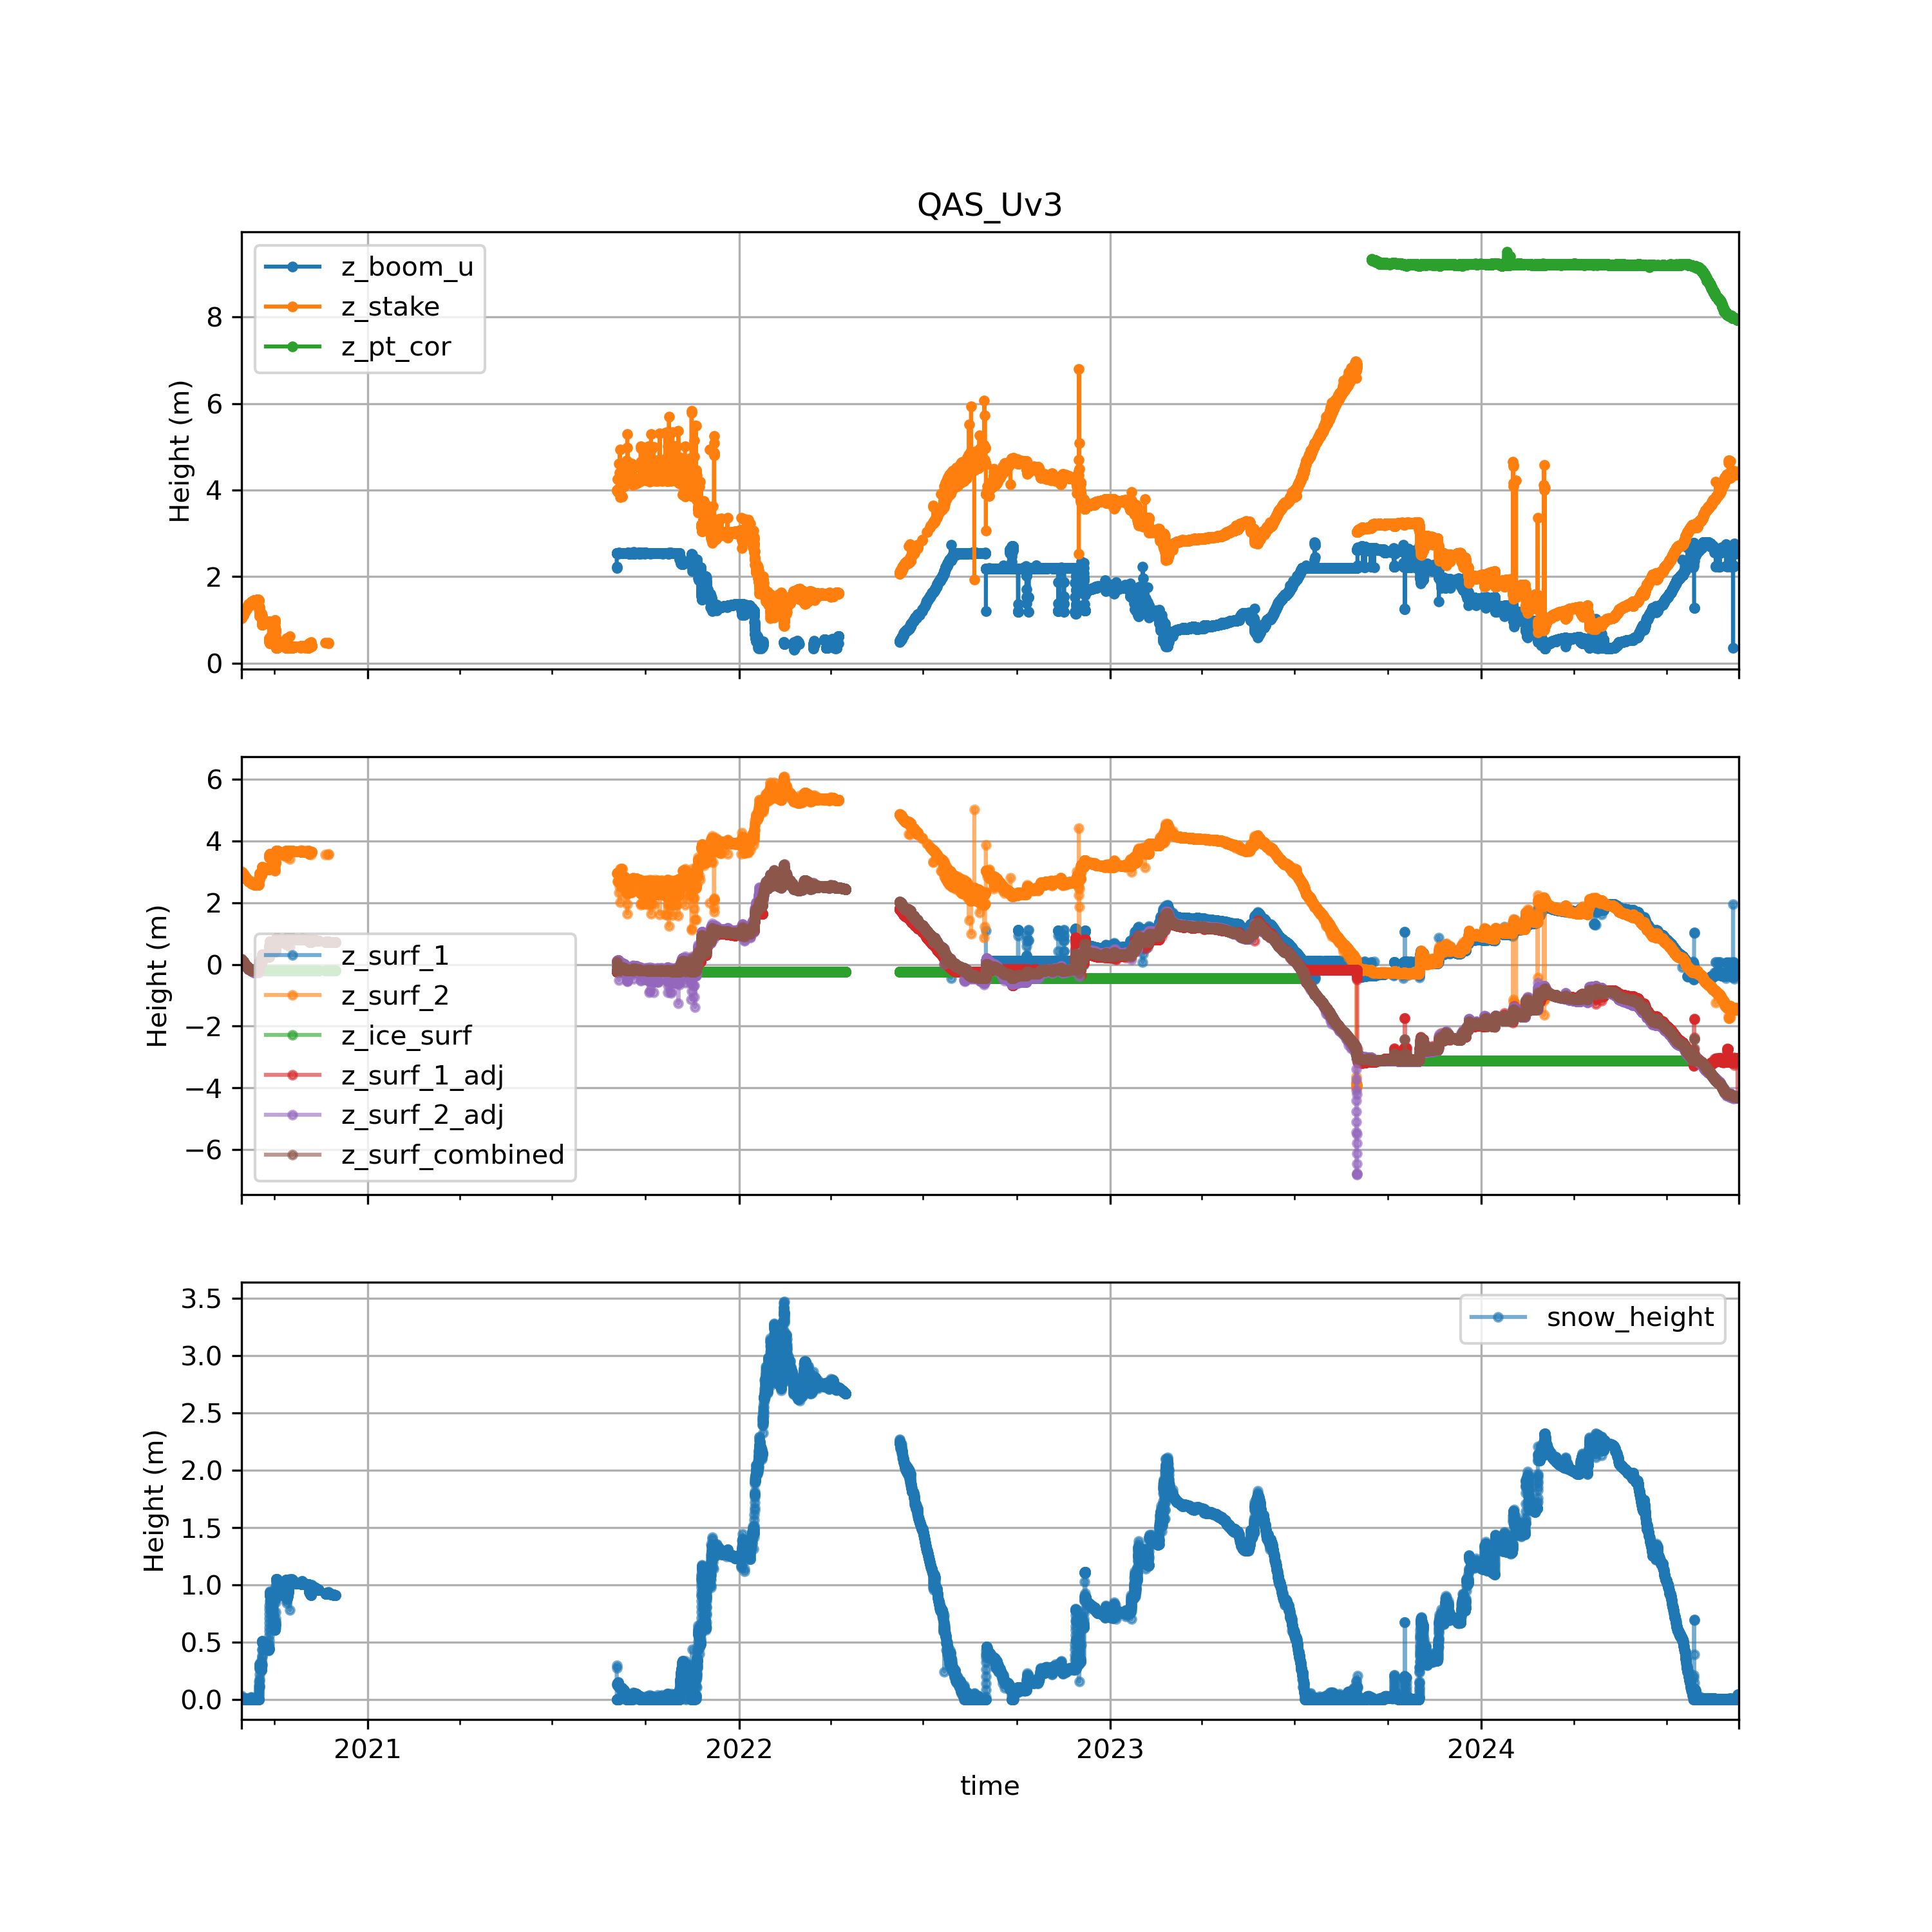 QAS_Uv3
z_boom_u
z_stake
z_pt_cor
Height (m)
8
6
4
2
0
z_surf_1
z_surf_2
z_ice_surf
z_surf_1_adj
z_surf_2_adj
z_surf_combined
Height (m)
6
4
2
0
−2
−4
−6
snow_height
Height (m)
3.5
3.0
2.5
2.0
1.5
1.0
0.5
0.0
2021 2022 2023 2024
time